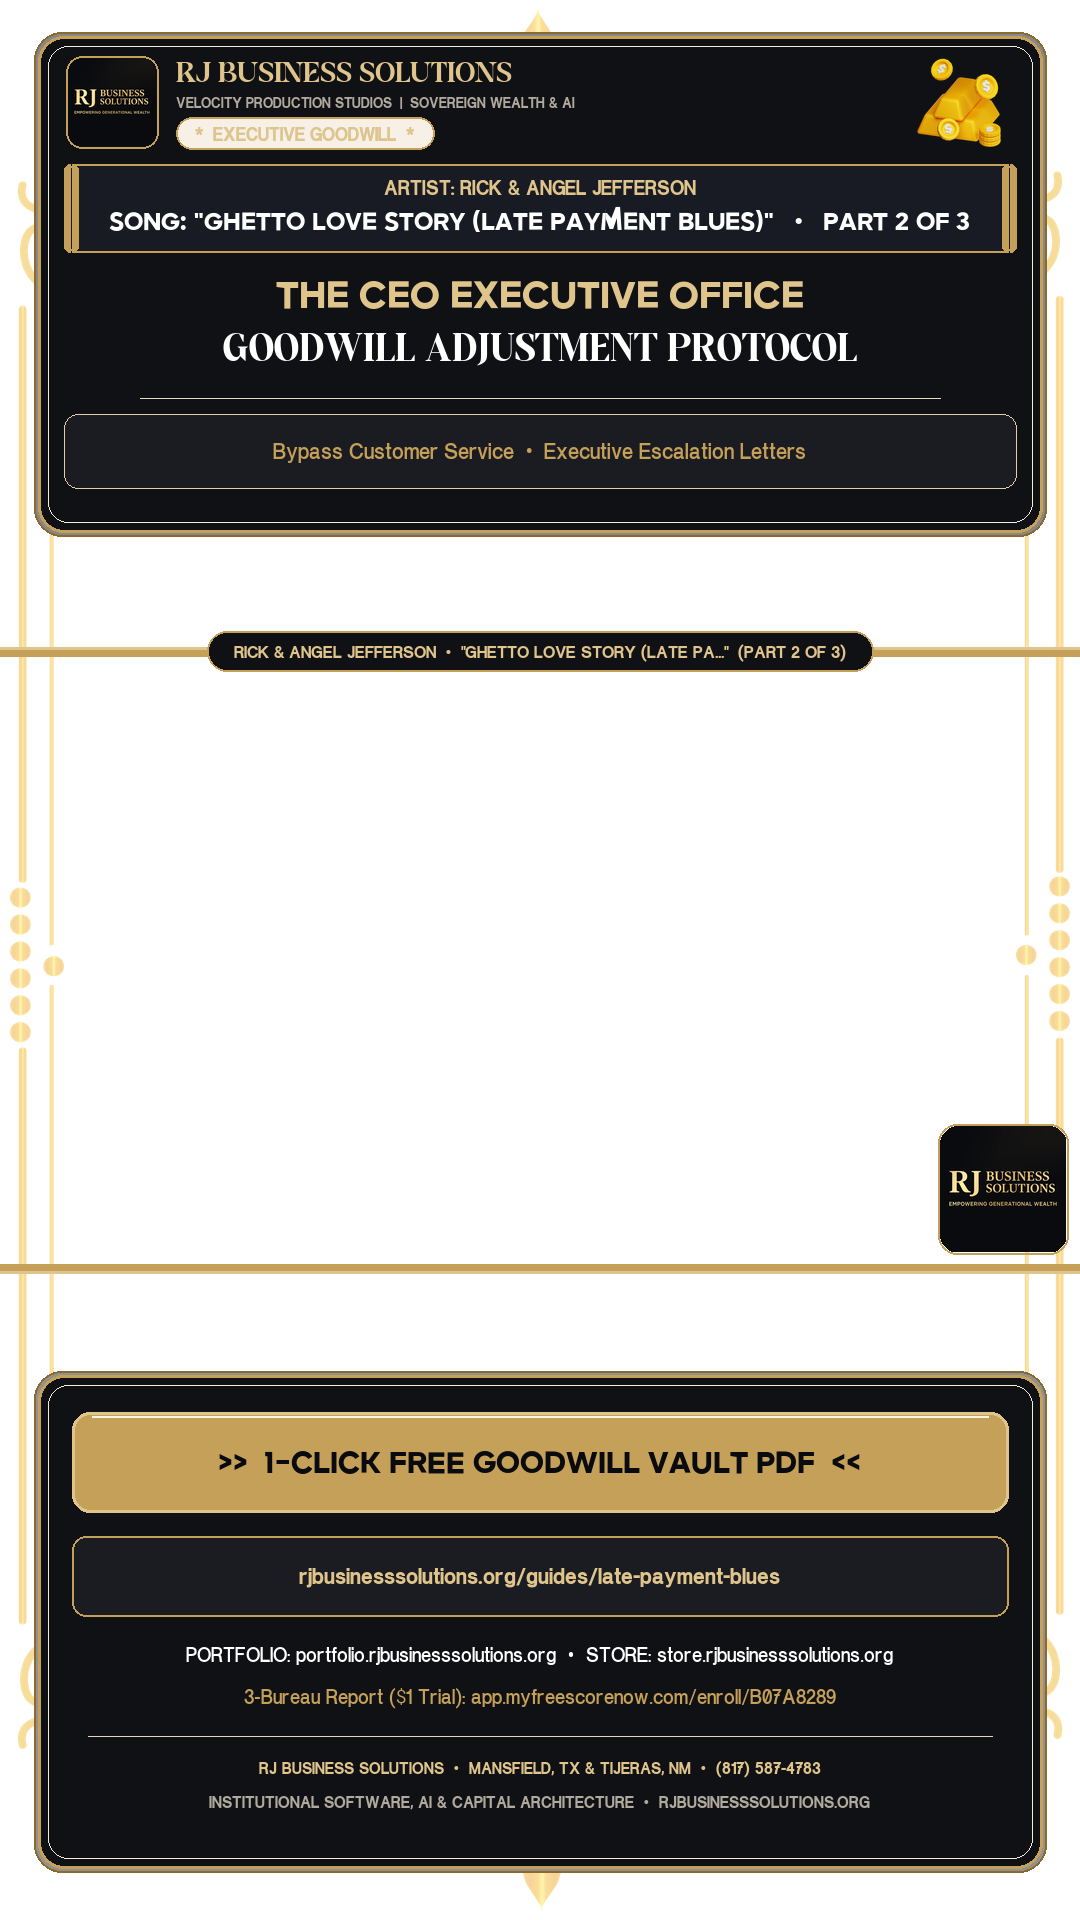 RJ BUSINESS SOLUTIONS
EMPOWERING GENERATIONAL WEALTH
RJ BUSINESS SOLUTIONS
VELOCITY PRODUCTION STUDIOS | SOVEREIGN WEALTH & AI
* EXECUTIVE GOODWILL *
ARTIST: RICK & ANGEL JEFFERSON
SONG: "GHETTO LOVE STORY (LATE PAYMENT BLUES)" • PART 2 OF 3
THE CEO EXECUTIVE OFFICE
GOODWILL ADJUSTMENT PROTOCOL
Bypass Customer Service • Executive Escalation Letters
RICK & ANGEL JEFFERSON • "GHETTO LOVE STORY (LATE PA..." (PART 2 OF 3)
RJ BUSINESS SOLUTIONS
EMPOWERING GENERATIONAL WEALTH
>> 1-CLICK FREE GOODWILL VAULT PDF <<
rjbusinesssolutions.org/guides/late-payment-blues
PORTFOLIO: portfolio.rjbusinesssolutions.org • STORE: store.rjbusinesssolutions.org
3-Bureau Report ($1 Trial): app.myfreescorenow.com/enroll/B07A8289
RJ BUSINESS SOLUTIONS • MANSFIELD, TX & TIJERAS, NM • (817) 587-4783
INSTITUTIONAL SOFTWARE, AI & CAPITAL ARCHITECTURE • RJBUSINESSSOLUTIONS.ORG